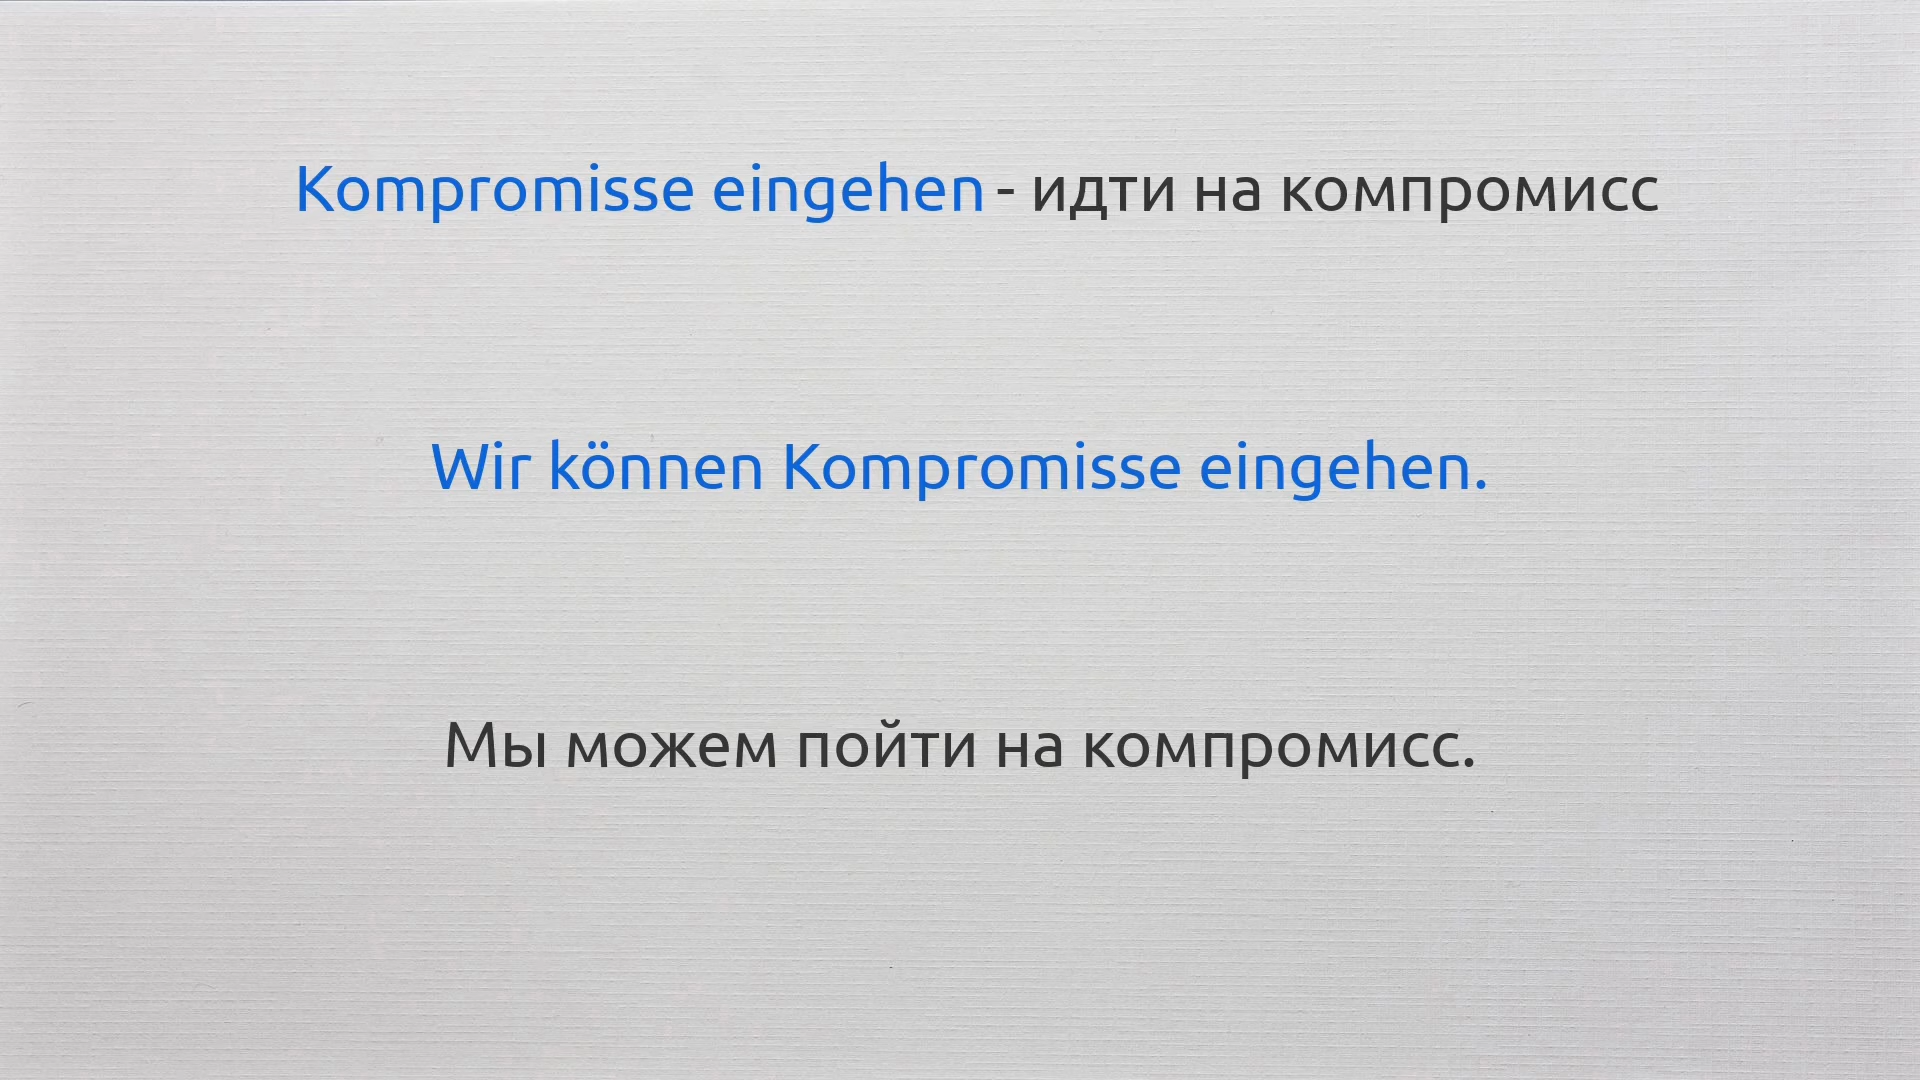 Kompromisse eingehen - идти на компромисс
Wir können Kompromisse eingehen.
Мы можем пойти на компромисс.